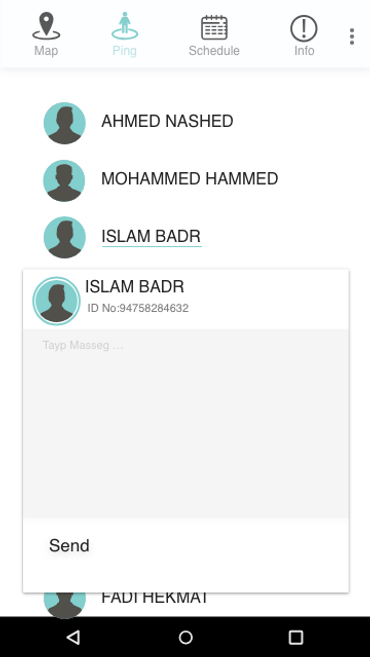 Map Ping Schedule Info
AHMED NASHED
MOHAMMED HAMMED
ISLAM BADR
ISLAM BADR
ID No:94758284632
Tayp Masseg ...
Send
FADI HEKMAT